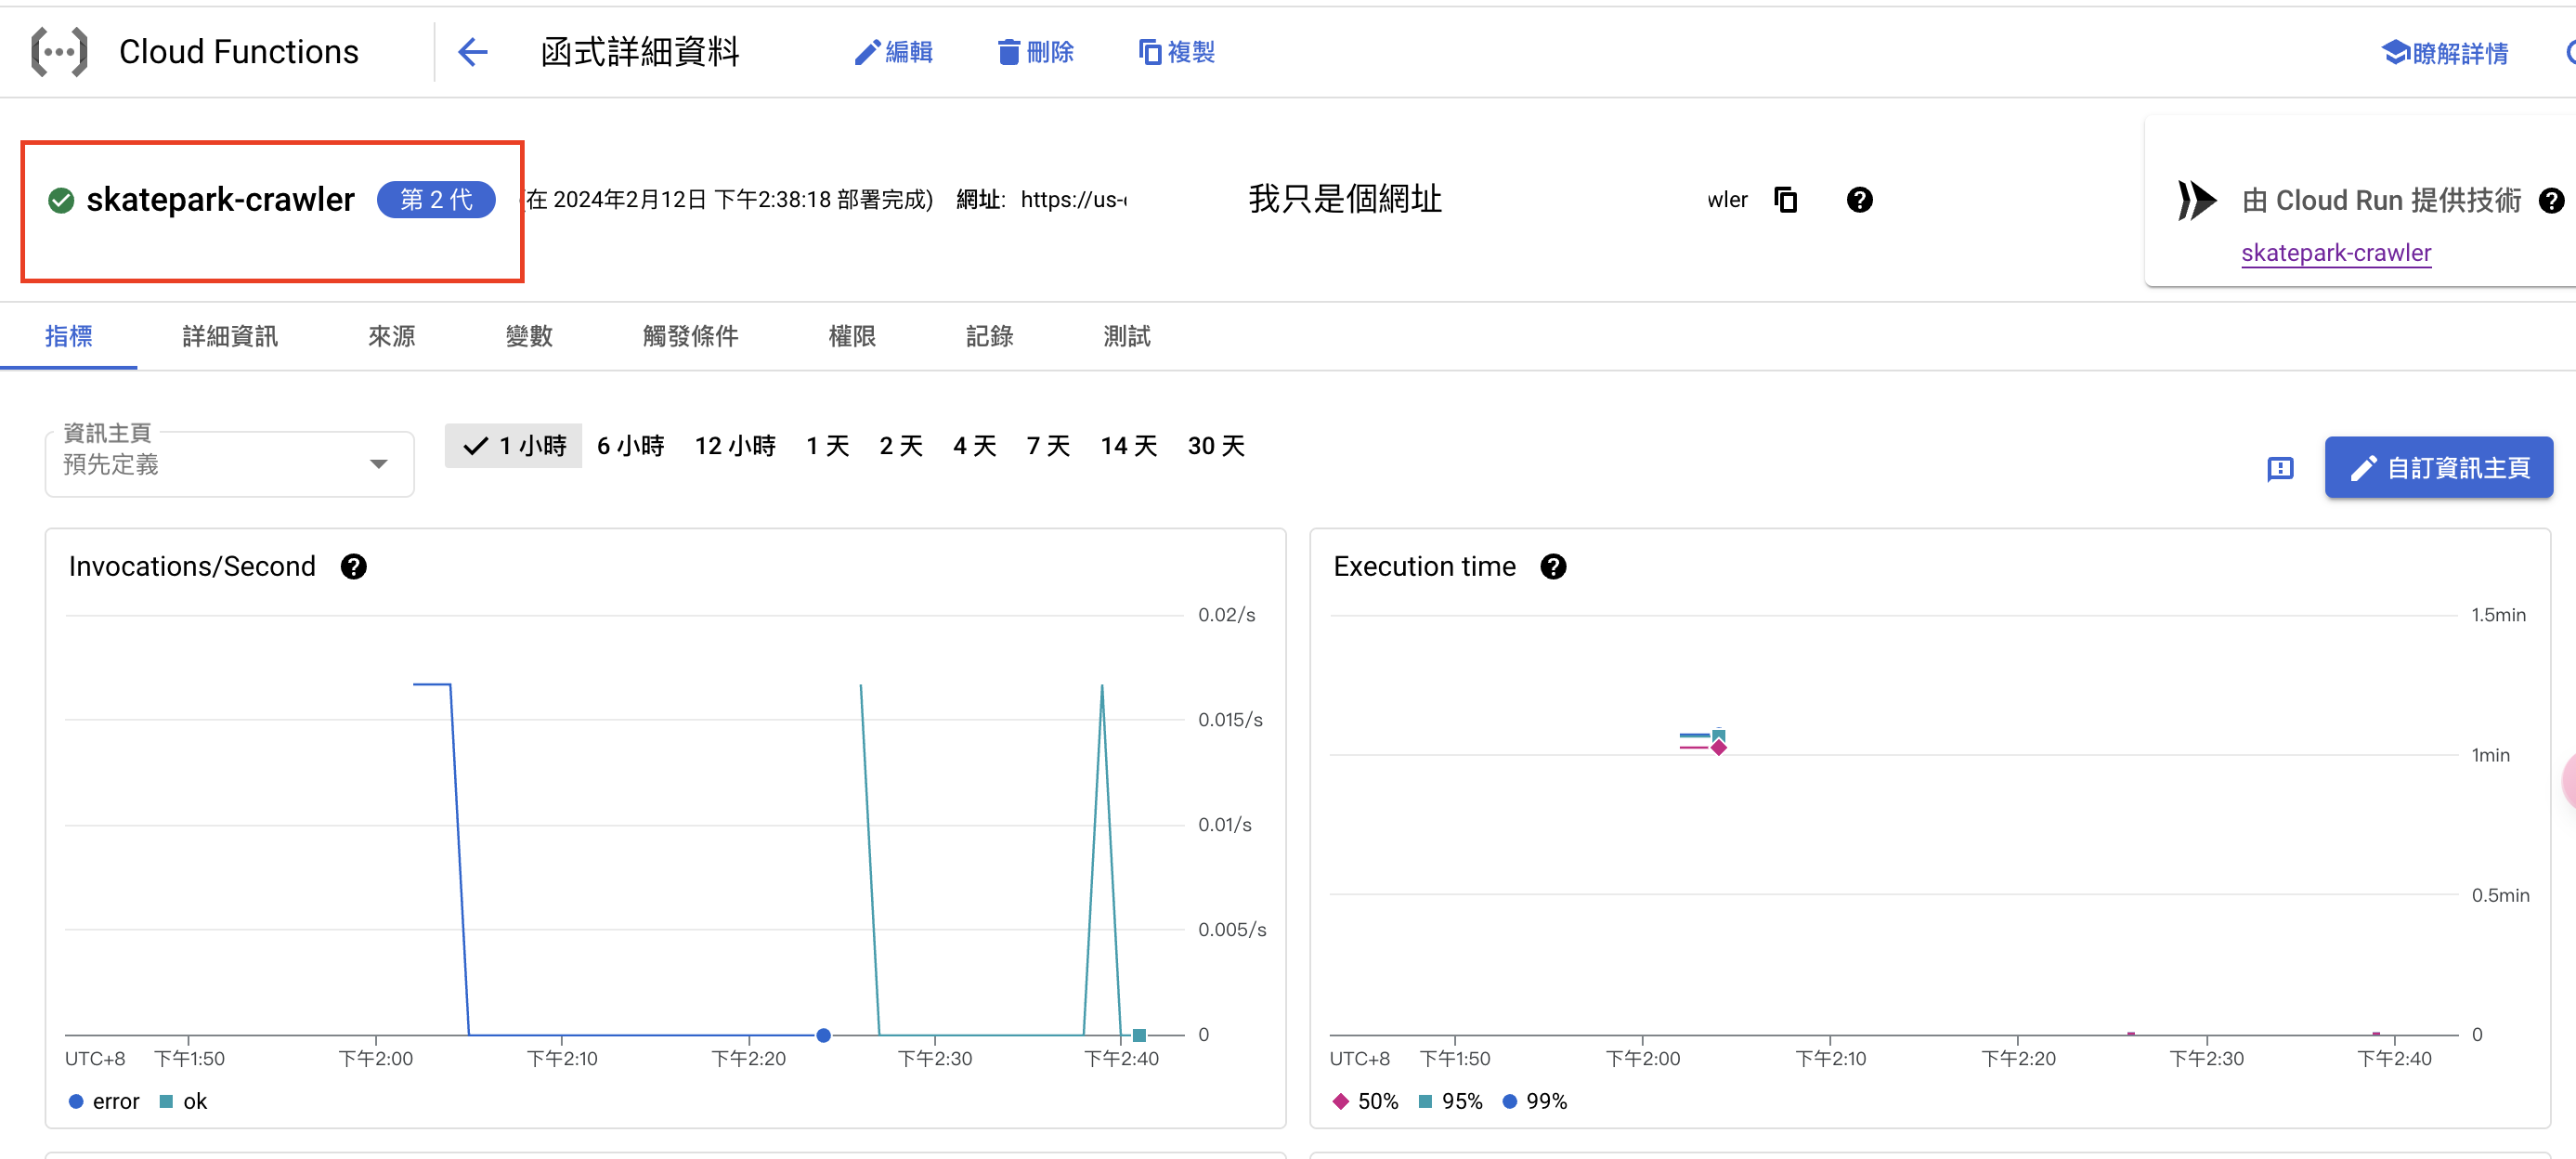 Cloud Functions 函式詳細資料 編輯 刪除 複製 瞭解詳情
skatepark-crawler 第 2 代 在 2024年2月12日 下午2:38:18 部署完成) 網址: https://us- 我只是個網址 wler 由 Cloud Run 提供技術
skatepark-crawler
指標 詳細資訊 來源 變數 觸發條件 權限 記錄 測試
資訊主頁
預先定義
1 小時 6 小時 12 小時 1 天 2 天 4 天 7 天 14 天 30 天
自訂資訊主頁
Invocations/Second
0.02/s
0.015/s
0.01/s
0.005/s
0
UTC+8 下午1:50 下午2:00 下午2:10 下午2:20 下午2:30 下午2:40
error ok
Execution time
1.5min
1min
0.5min
0
UTC+8 下午1:50 下午2:00 下午2:10 下午2:20 下午2:30 下午2:40
50% 95% 99%